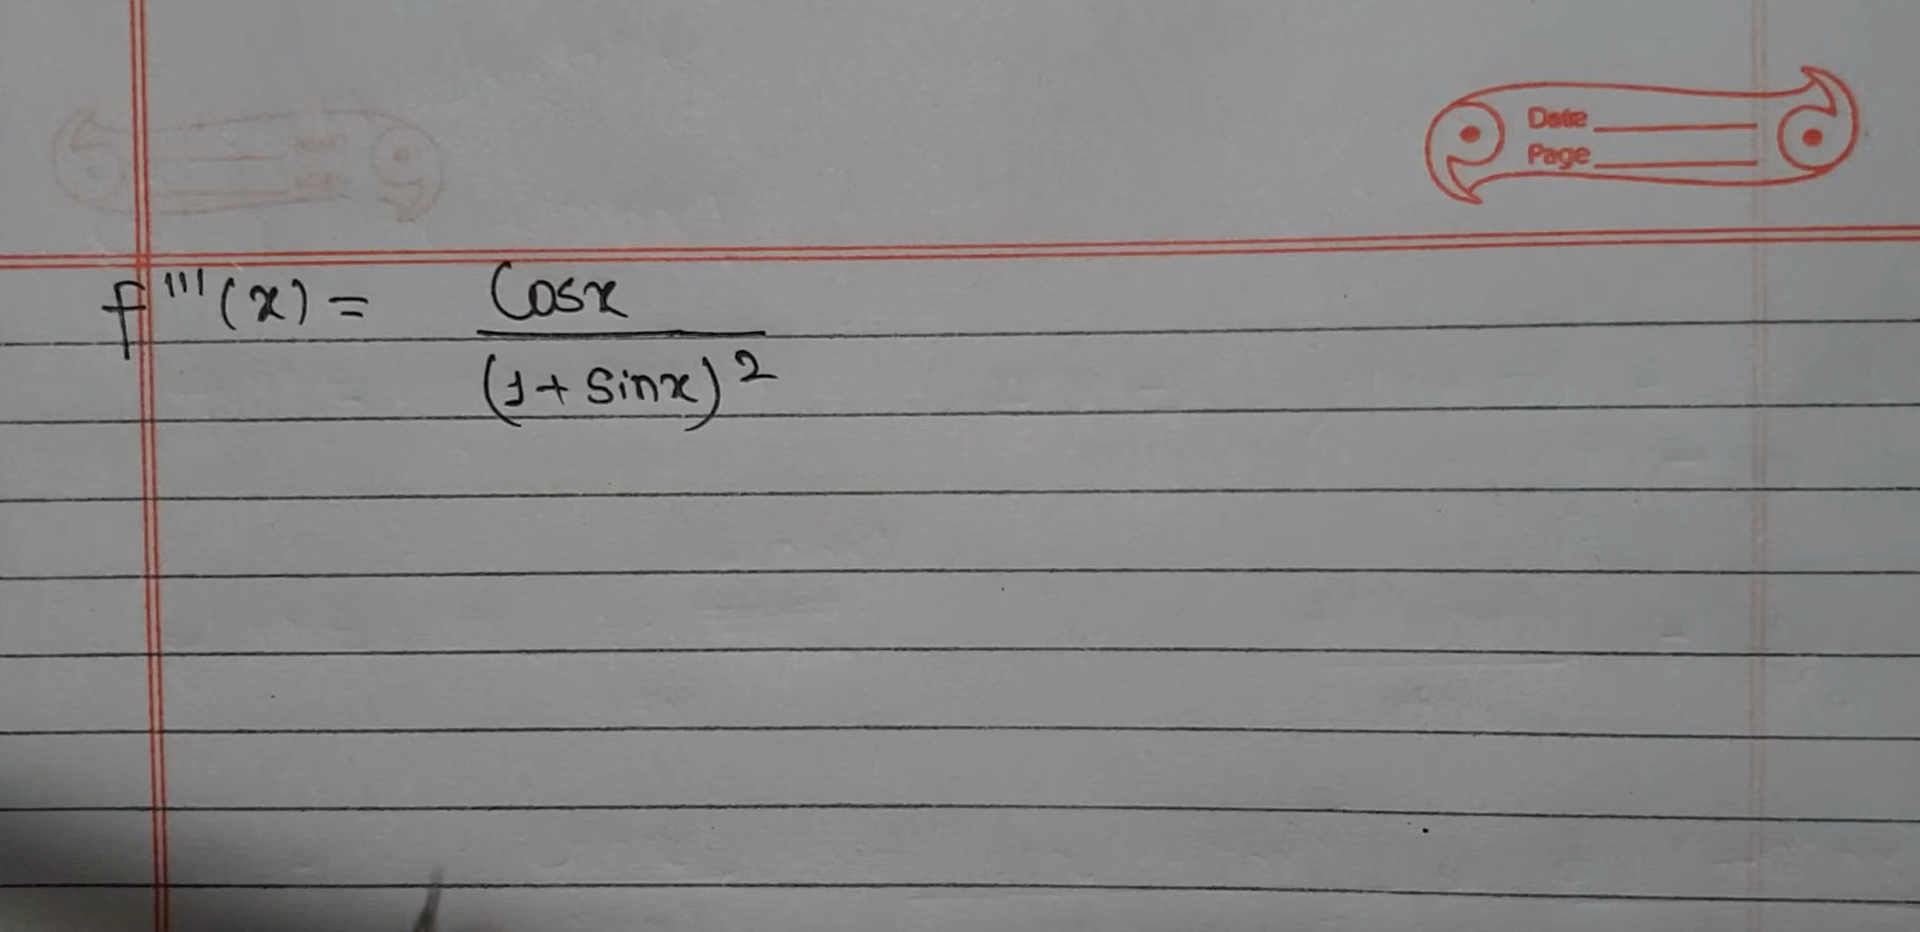 Date
Page
f'''(x) = Cosx
(1+ Sinx)2